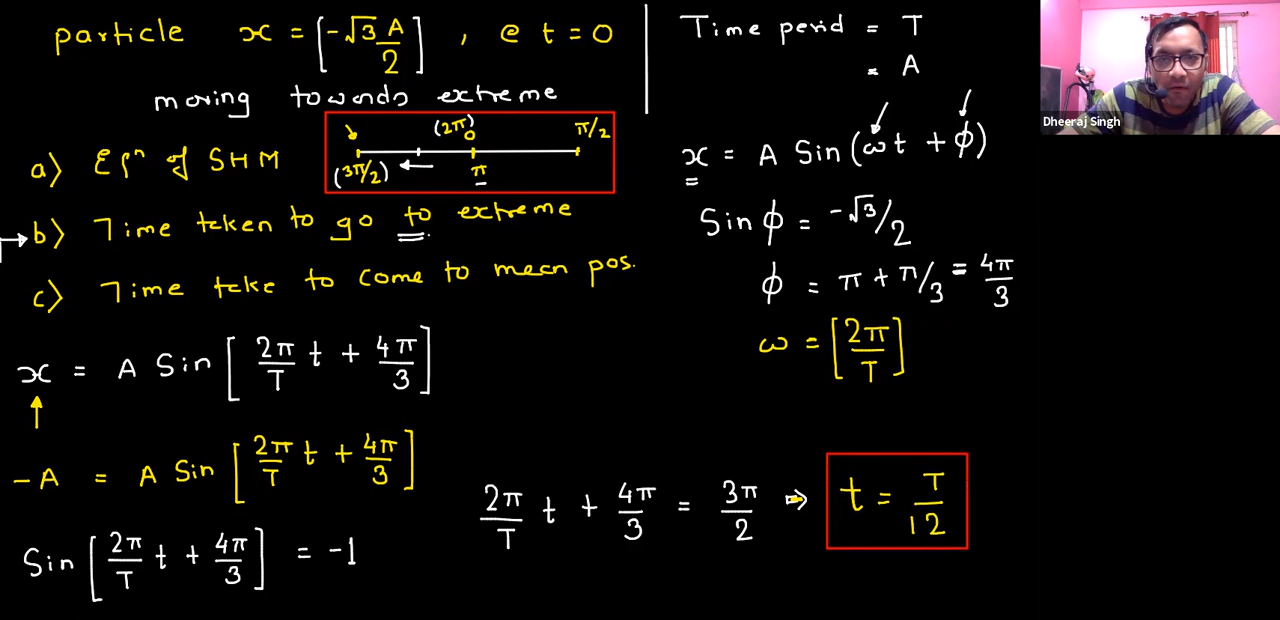 particle x = [-√3 A/2] , @ t = 0
moving towards extreme
(2π) 0 π/2
(3π/2) π
a) Eqⁿ of SHM
b) Time taken to go to extreme
c) Time take to come to mean pos.
x = A Sin [2π/T t + 4π/3]
-A = A Sin [2π/T t + 4π/3]
Sin [2π/T t + 4π/3] = -1
Time perid = T
= A
x = A Sin (ωt + ϕ)
Sin ϕ = -√3/2
ϕ = π + π/3 = 4π/3
ω = [2π/T]
2π/T t + 4π/3 = 3π/2 ⇒ t = T/12
Dheeraj Singh